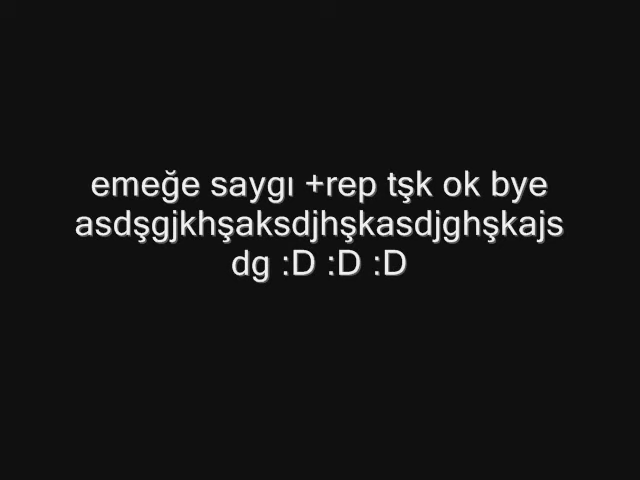 emeğe saygı +rep tşk ok bye
asdşgjkhşaksdjhşkasdjghşkajs
dg :D :D :D